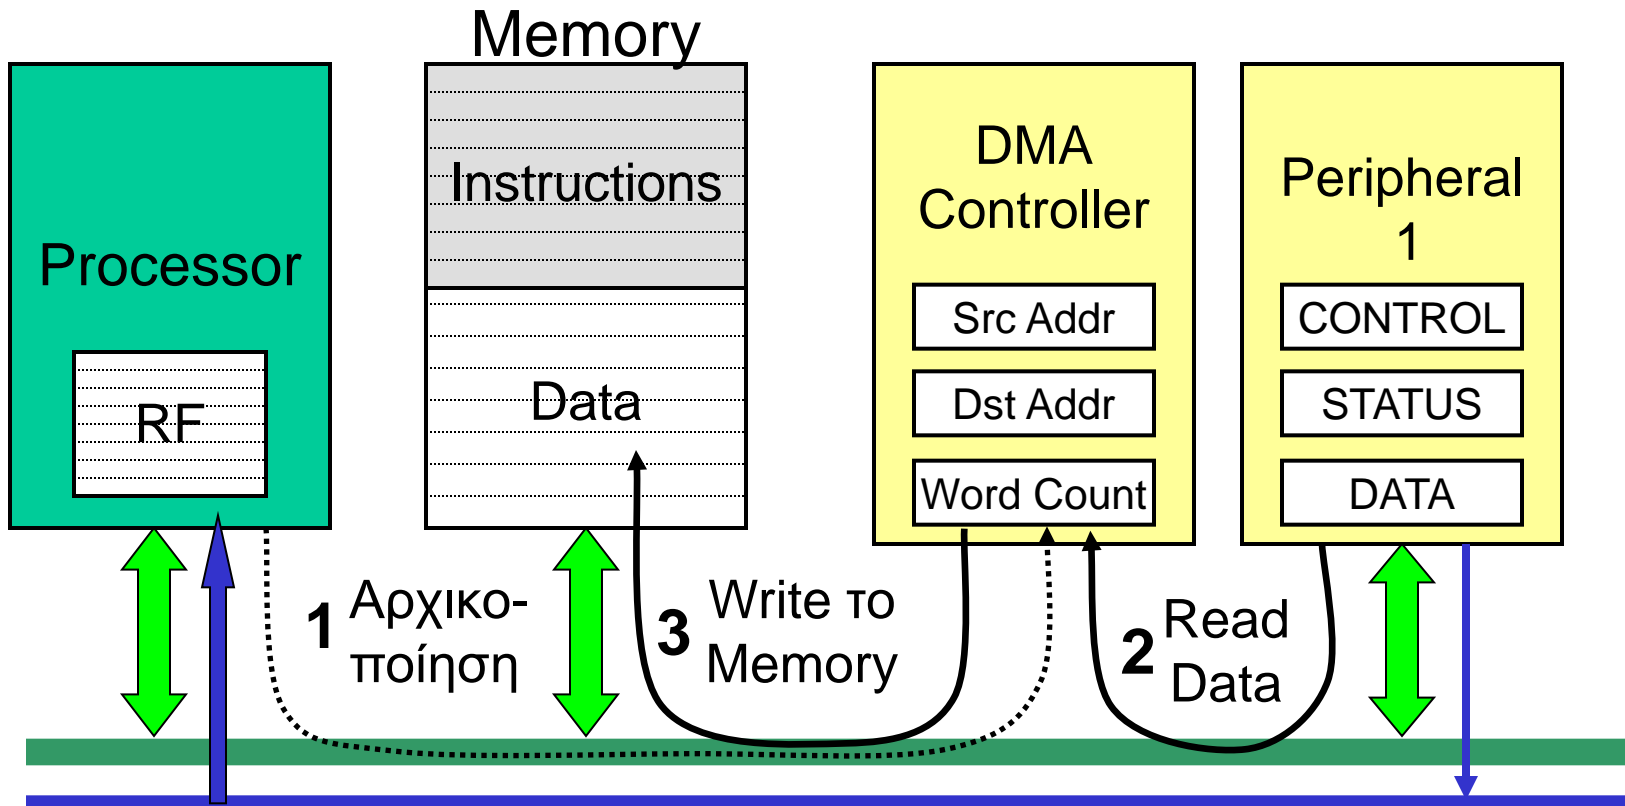 Memory
Processor
RF
Instructions
Data
DMA
Controller
Src Addr
Dst Addr
Word Count
Peripheral
1
CONTROL
STATUS
DATA
1 Αρχικο-
ποίηση
3 Write το
Memory
2 Read
Data